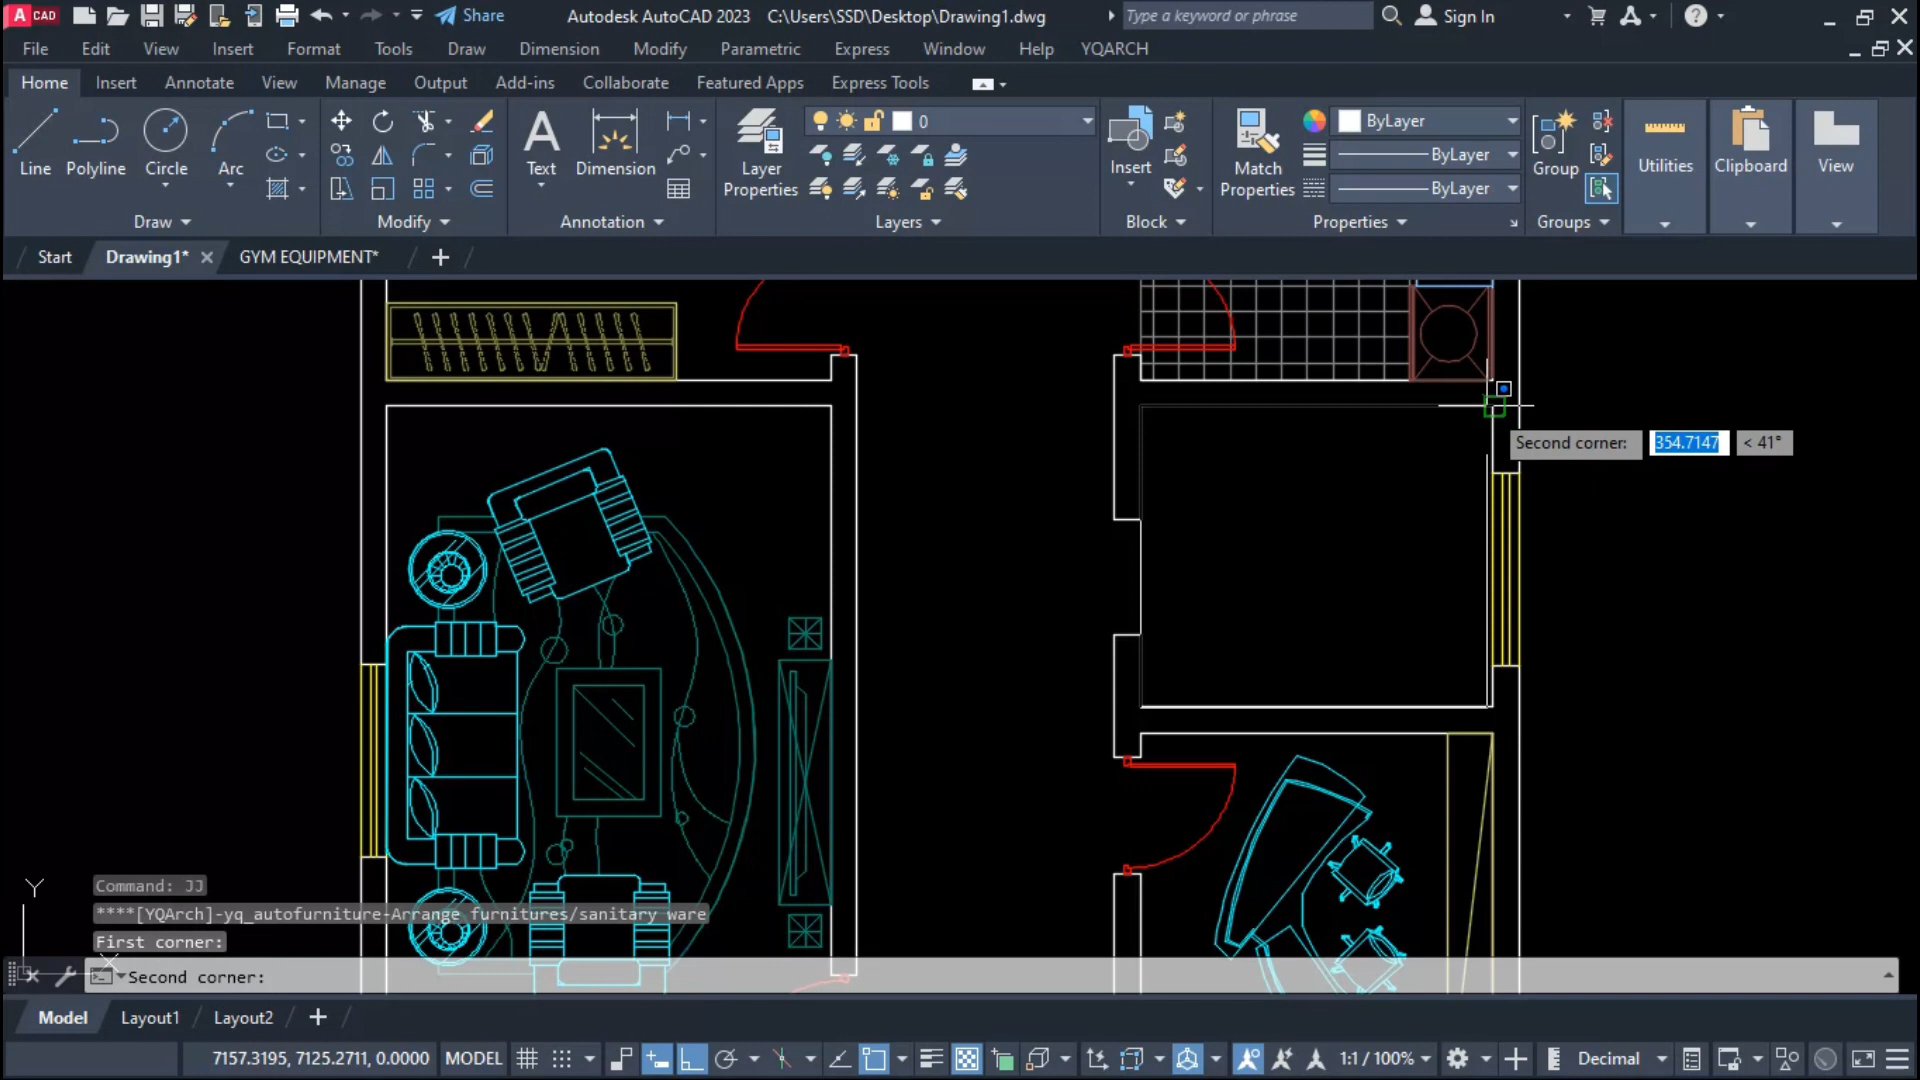 A CAD
Share
Autodesk AutoCAD 2023 C:\Users\SSD\Desktop\Drawing1.dwg
Type a keyword or phrase
Sign In
File Edit View Insert Format Tools Draw Dimension Modify Parametric Express Window Help YQARCH
Home Insert Annotate View Manage Output Add-ins Collaborate Featured Apps Express Tools
Line Polyline Circle Arc
Text Dimension
Layer Properties
0
Insert
Match Properties
ByLayer
ByLayer
ByLayer
Group
Utilities
Clipboard
View
Draw Modify Annotation Layers Block Properties Groups
Start Drawing1* GYM EQUIPMENT*
Second corner: 354.7147 < 41°
Command: JJ
****[YQArch]-yq_autofurniture-Arrange furnitures/sanitary ware
First corner:
Second corner:
Y
X
Model Layout1 Layout2
7157.3195, 7125.2711, 0.0000 MODEL 1:1 / 100% Decimal